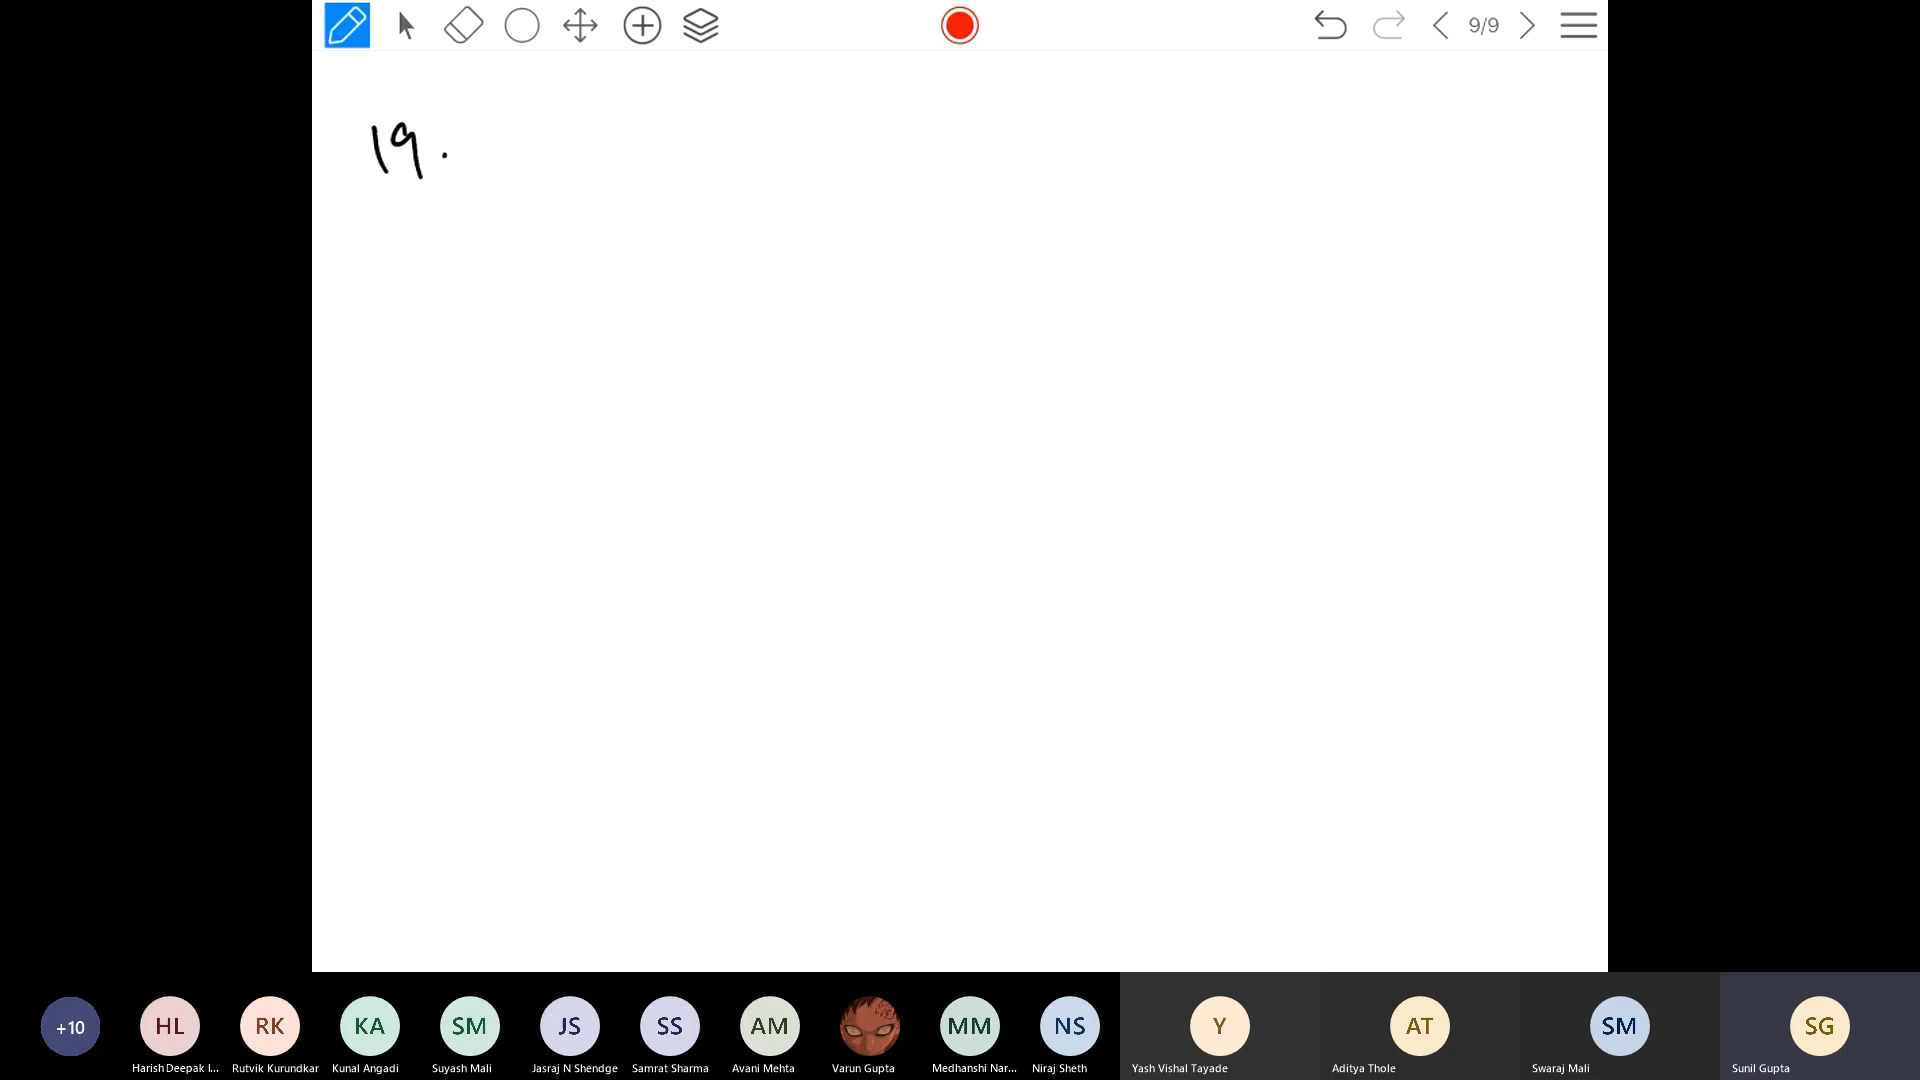 9/9
19.
+10
HL
RK
KA
SM
JS
SS
AM
MM
NS
Y
AT
SM
SG
Harish Deepak I...
Rutvik Kurundkar
Kunal Angadi
Suyash Mali
Jasraj N Shendge
Samrat Sharma
Avani Mehta
Varun Gupta
Medhanshi Nar...
Niraj Sheth
Yash Vishal Tayade
Aditya Thole
Swaraj Mali
Sunil Gupta